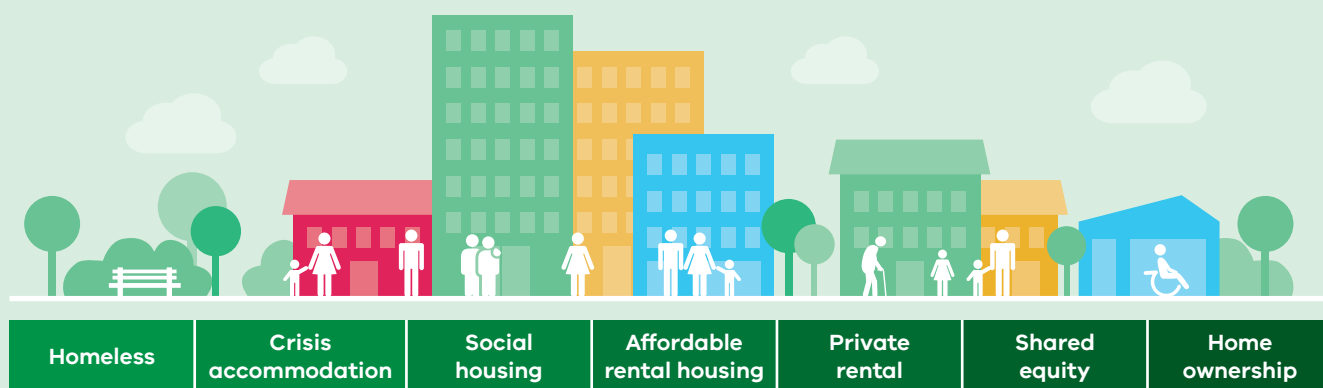 Homeless
Crisis
accommodation
Social
housing
Affordable
rental housing
Private
rental
Shared
equity
Home
ownership